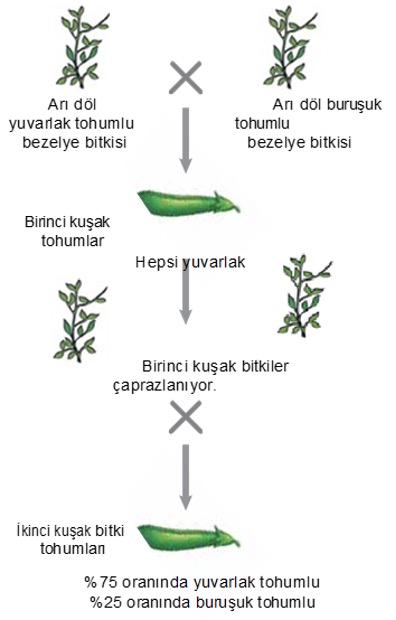 Arı döl
yuvarlak tohumlu
bezelye bitkisi
Arı döl buruşuk
tohumlu
bezelye bitkisi
Birinci kuşak
tohumlar
Hepsi yuvarlak
Birinci kuşak bitkiler
çaprazlanıyor.
İkinci kuşak bitki
tohumları
%75 oranında yuvarlak tohumlu
%25 oranında buruşuk tohumlu